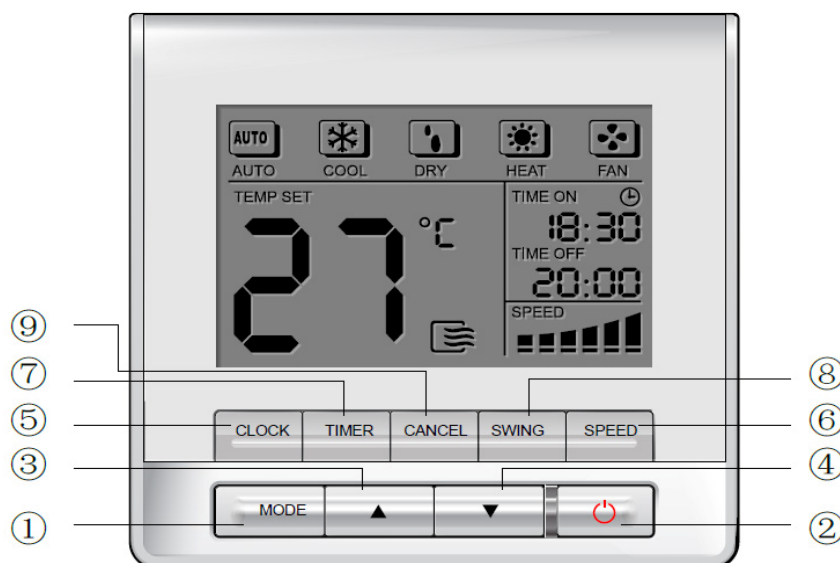 AUTO
AUTO COOL DRY HEAT FAN
TEMP SET
27 °C
TIME ON
18:30
TIME OFF
20:00
SPEED
⑨
⑦ ⑧
⑤ CLOCK TIMER CANCEL SWING SPEED ⑥
③ ④
① MODE ▲ ▼ ②